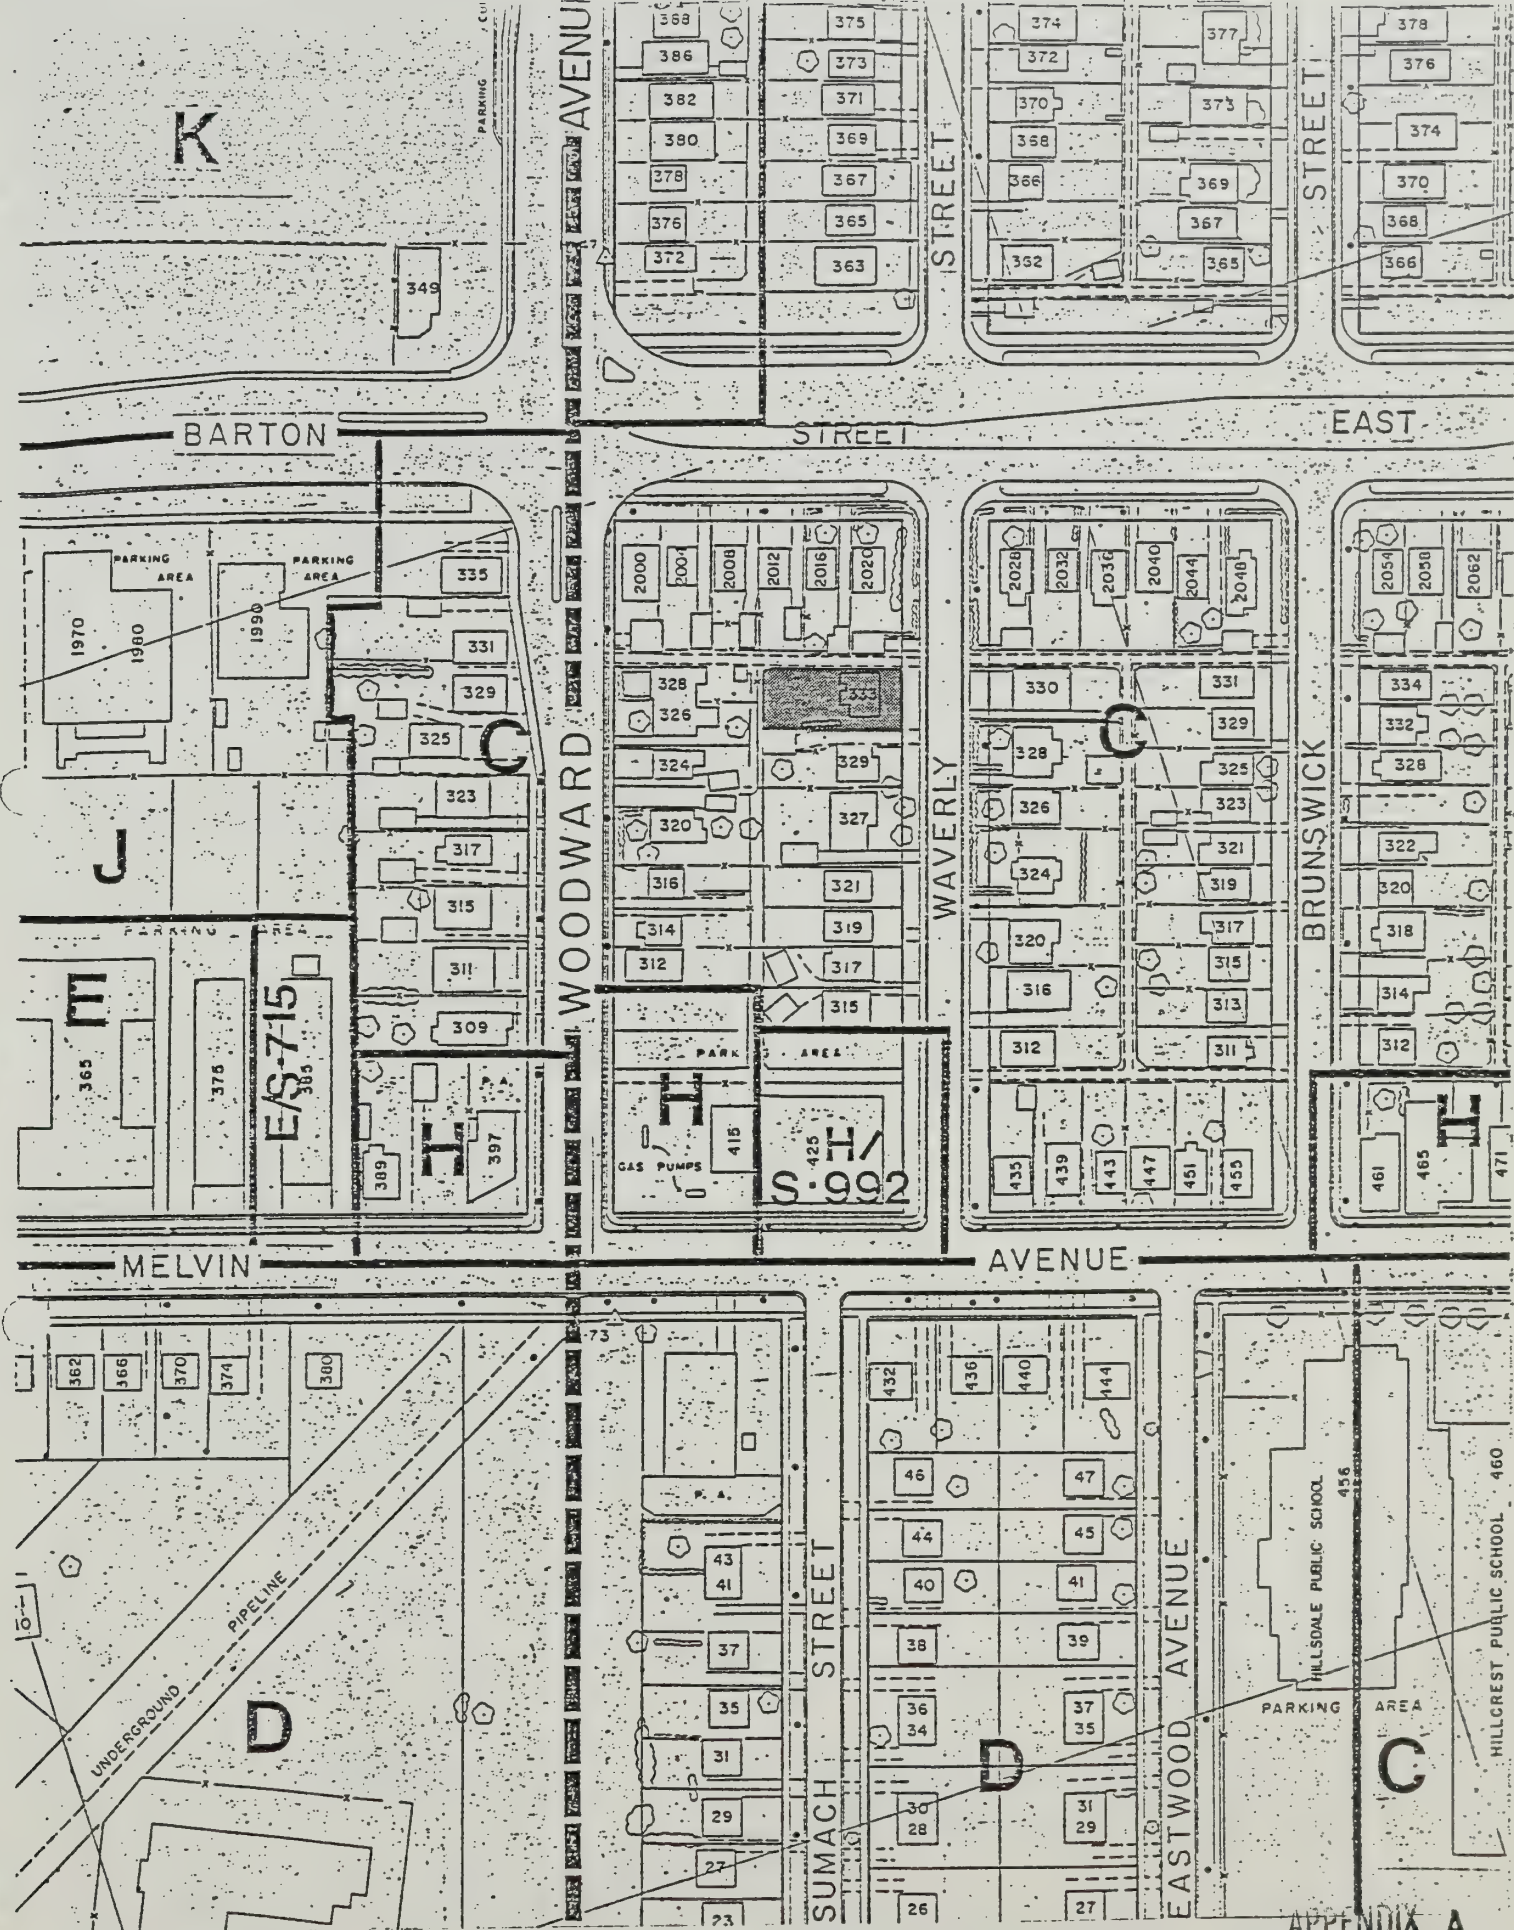 388 375 374 377 378
386 373 372 376
382 371 370 373
380 369 368 374
378 367 366 369 370
376 365 367 368
372 363 362 365 366
K
PARKING
AVENUE
STREET
STREET
349
BARTON STREET EAST
PARKING AREA
PARKING AREA
335
1970
1980
1990
2000 2004 2008 2012 2016 2020
2028 2032 2036 2040 2044 2048
2054 2058 2062
331 328 333 330 331 334
329 326 329 332
325 C C
324 329 328 325 328
323 320 327 326 323
317 321 322
J
316 321 324 319 320
315 314 319 320 317 318
PARKING AREA
311 312 317 315
315 316 313 314
309 312 311 312
WOODWARD
WAVERLY
BRUNSWICK
E
E/S-715
365 375 385
PARK AREA
P. A.
H H H
389 397
GAS PUMPS
415
425
H/
S-992
435 439 443 447 451 455
461 465 471
MELVIN AVENUE
73
362 366 370 374 380
432 436 440 444
P. A.
46 47
44 45
43
41
40 41
37 38 39
35 36 37
34 35
31
29 30 31
28 29
27
23 26 27
UNDERGROUND PIPELINE
D
D
C
SUMACH STREET
EASTWOOD AVENUE
HILLSDALE PUBLIC SCHOOL 456
HILLCREST PUBLIC SCHOOL 460
PARKING AREA
APPENDIX A